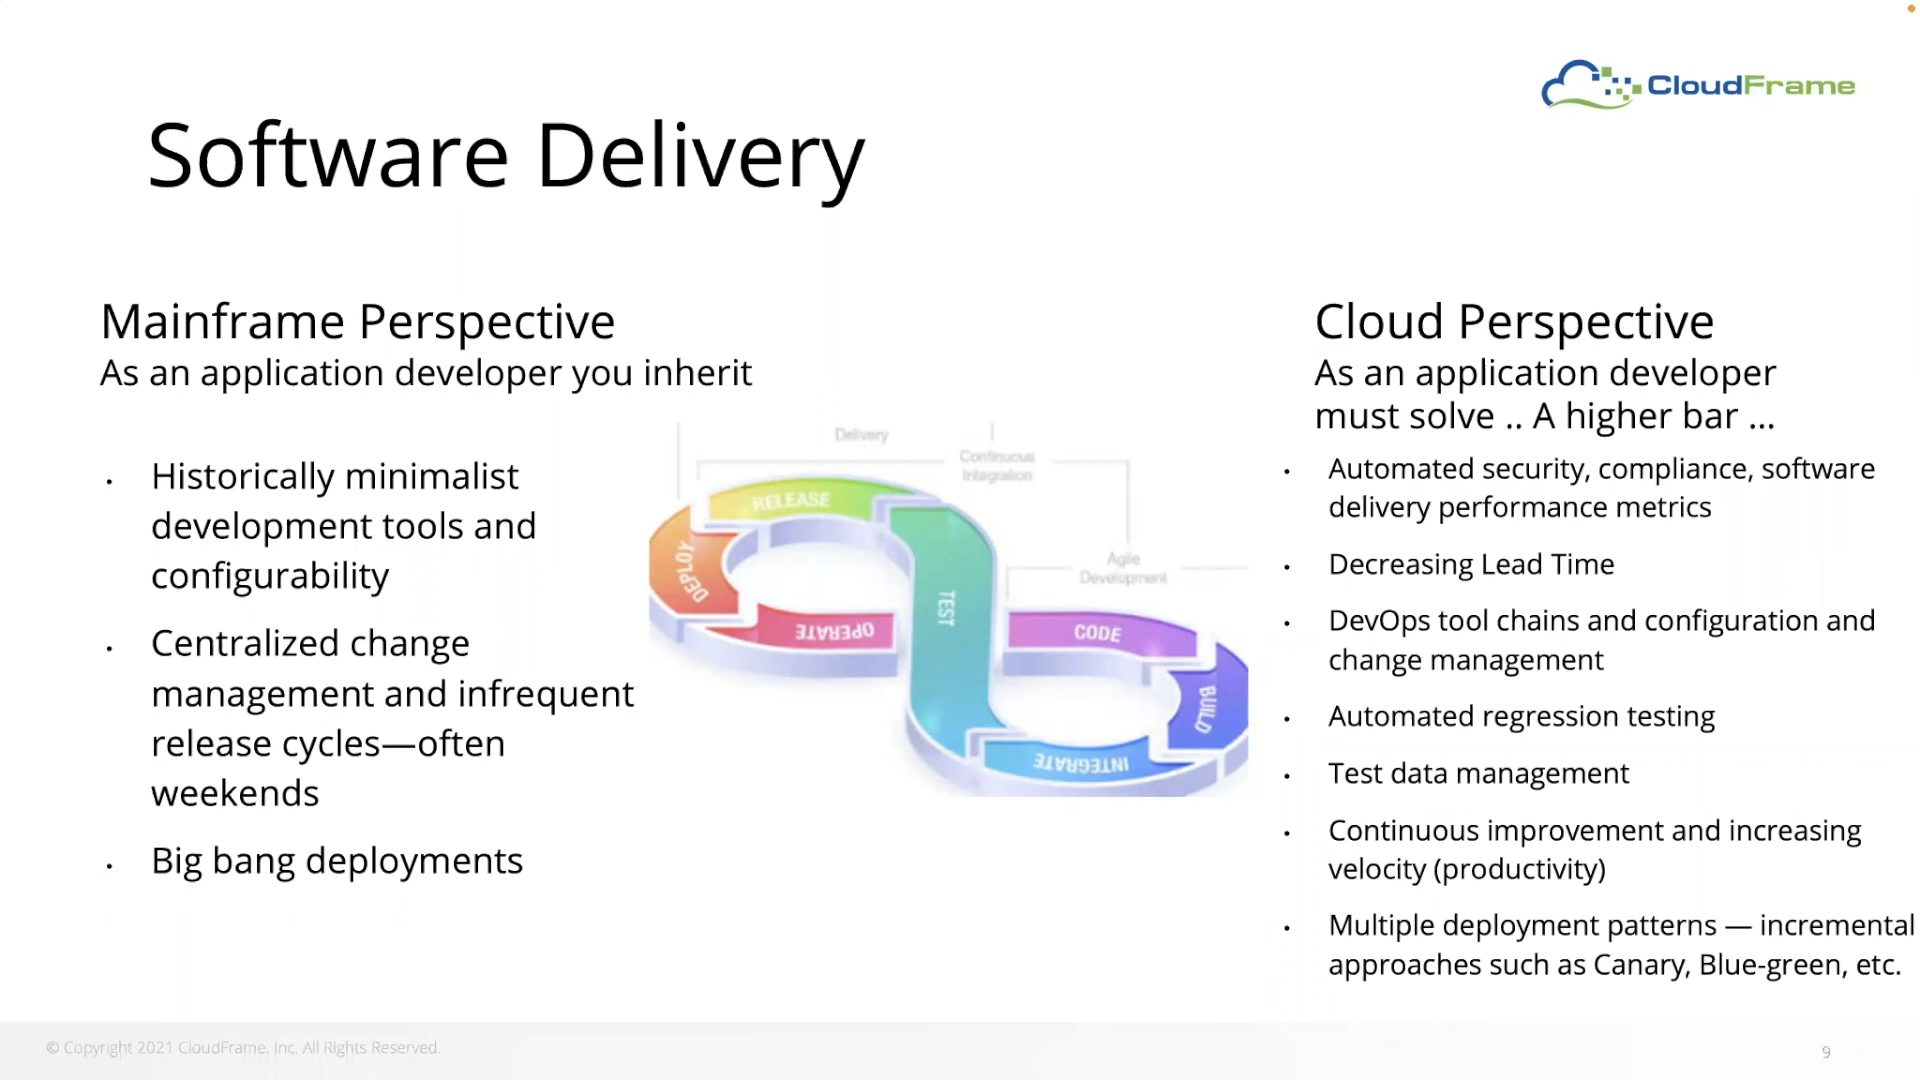 CloudFrame
Software Delivery
Mainframe Perspective
As an application developer you inherit
• Historically minimalist
development tools and
configurability
• Centralized change
management and infrequent
release cycles—often
weekends
• Big bang deployments
Delivery
Continuous
Integration
Agile
Development
RELEASE
DEPLOY
OPERATE
TEST
CODE
BUILD
INTEGRATE
Cloud Perspective
As an application developer
must solve .. A higher bar ...
• Automated security, compliance, software
delivery performance metrics
• Decreasing Lead Time
• DevOps tool chains and configuration and
change management
• Automated regression testing
• Test data management
• Continuous improvement and increasing
velocity (productivity)
• Multiple deployment patterns — incremental
approaches such as Canary, Blue-green, etc.
© Copyright 2021 CloudFrame, Inc. All Rights Reserved.
9